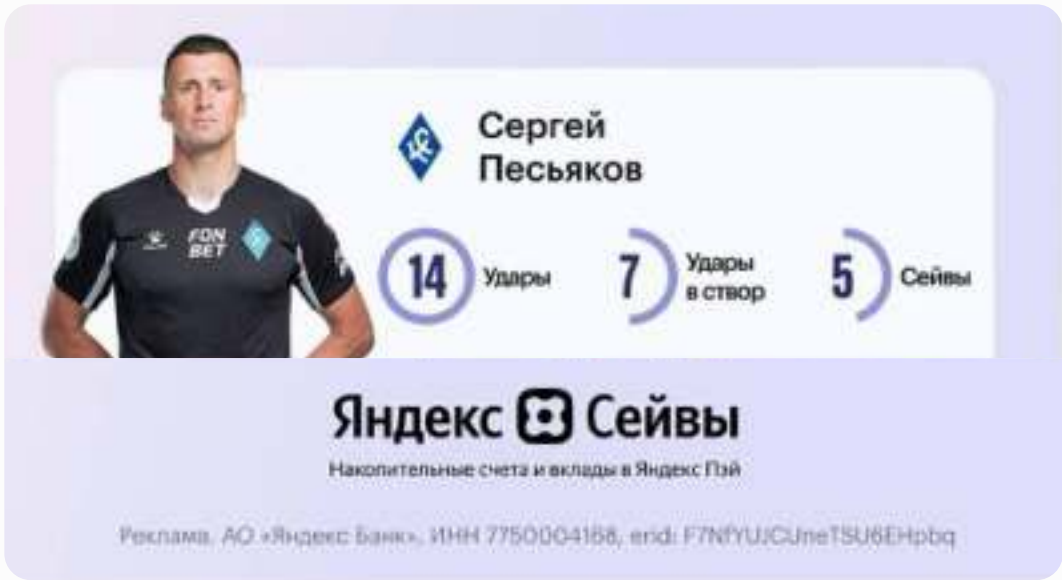 Сергей
Песьяков
FON
BET
14 Удары
7 Удары
в створ
5 Сейвы
Яндекс Сейвы
Накопительные счета и вклады в Яндекс Пэй
Реклама. АО «Яндекс Банк», ИНН 7750004168, erid: F7NfYUJCUneTSU6EHpbq